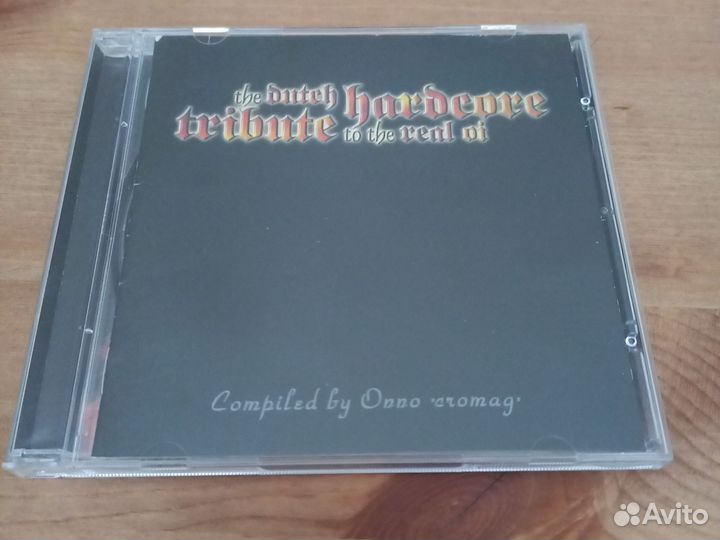 the dutch hardcore
tribute to the real oi
Compiled by Onno "cromag"
Avito